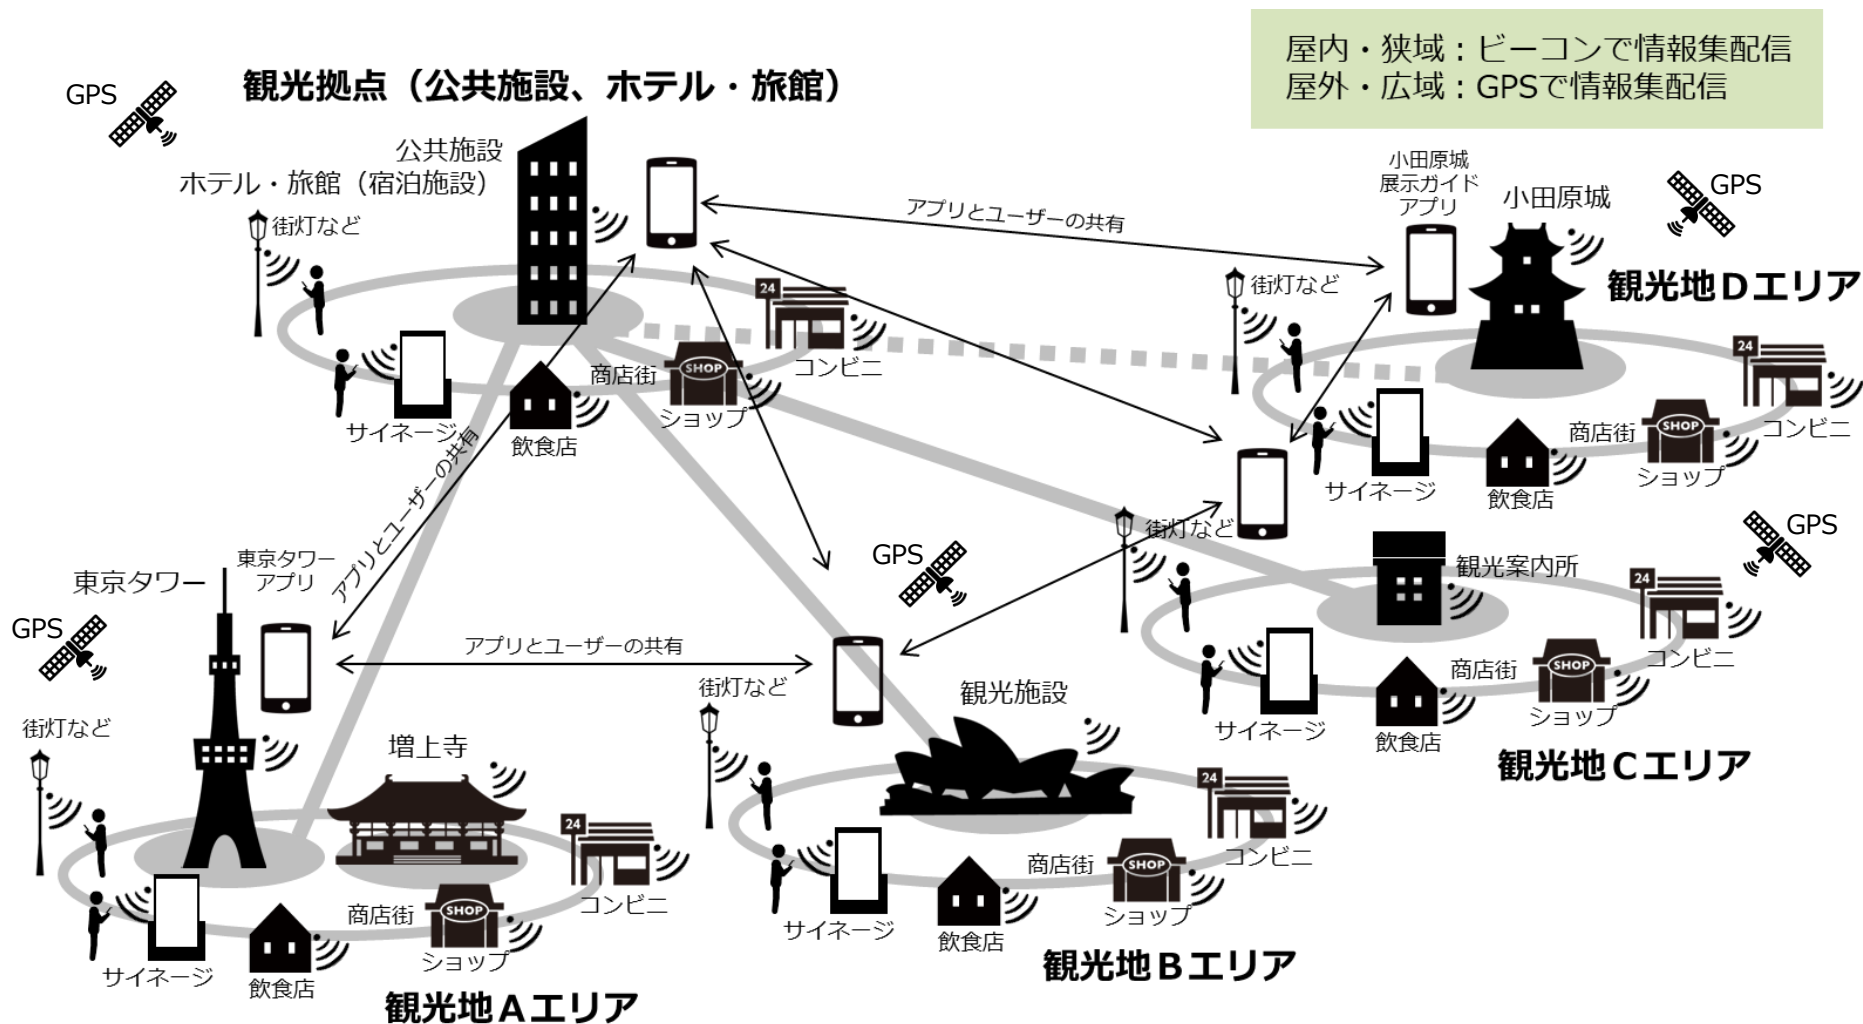 屋内・狭域：ビーコンで情報集配信
屋外・広域：GPSで情報集配信
GPS
観光拠点（公共施設、ホテル・旅館）
公共施設
ホテル・旅館（宿泊施設）
街灯など
サイネージ
飲食店
商店街
SHOP
ショップ
24
コンビニ
アプリとユーザーの共有
小田原城
展示ガイド
アプリ
小田原城
GPS
観光地Dエリア
街灯など
サイネージ
飲食店
商店街
SHOP
ショップ
24
コンビニ
アプリとユーザーの共有
街灯など
観光案内所
GPS
サイネージ
飲食店
商店街
SHOP
ショップ
24
コンビニ
観光地Cエリア
東京タワー
東京タワー
アプリ
GPS
街灯など
増上寺
サイネージ
飲食店
商店街
SHOP
ショップ
24
コンビニ
観光地Aエリア
アプリとユーザーの共有
GPS
街灯など
観光施設
サイネージ
飲食店
商店街
SHOP
ショップ
24
コンビニ
観光地Bエリア